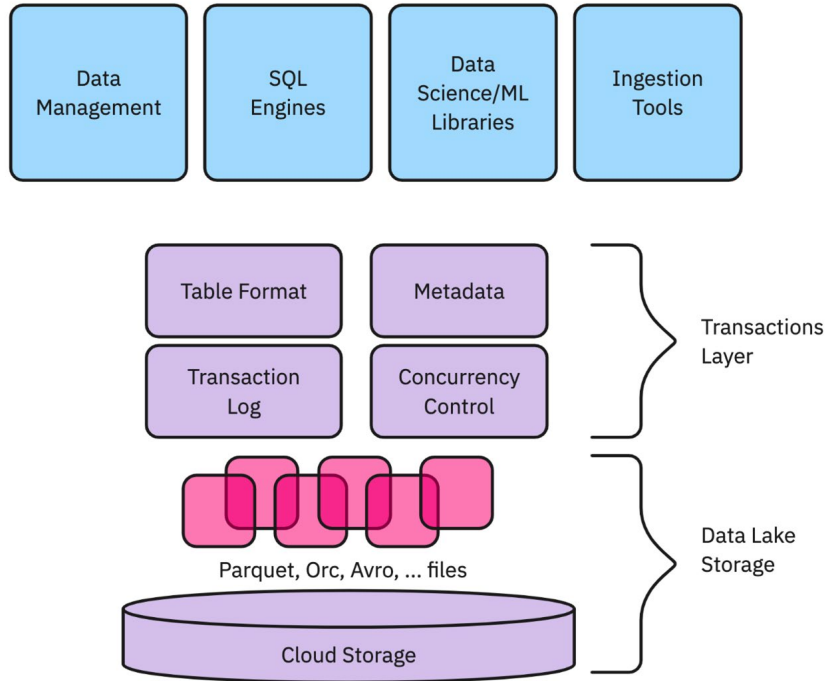 Data
Management
SQL
Engines
Data
Science/ML
Libraries
Ingestion
Tools
Table Format
Metadata
Transaction
Log
Concurrency
Control
Transactions
Layer
Parquet, Orc, Avro, ... files
Cloud Storage
Data Lake
Storage